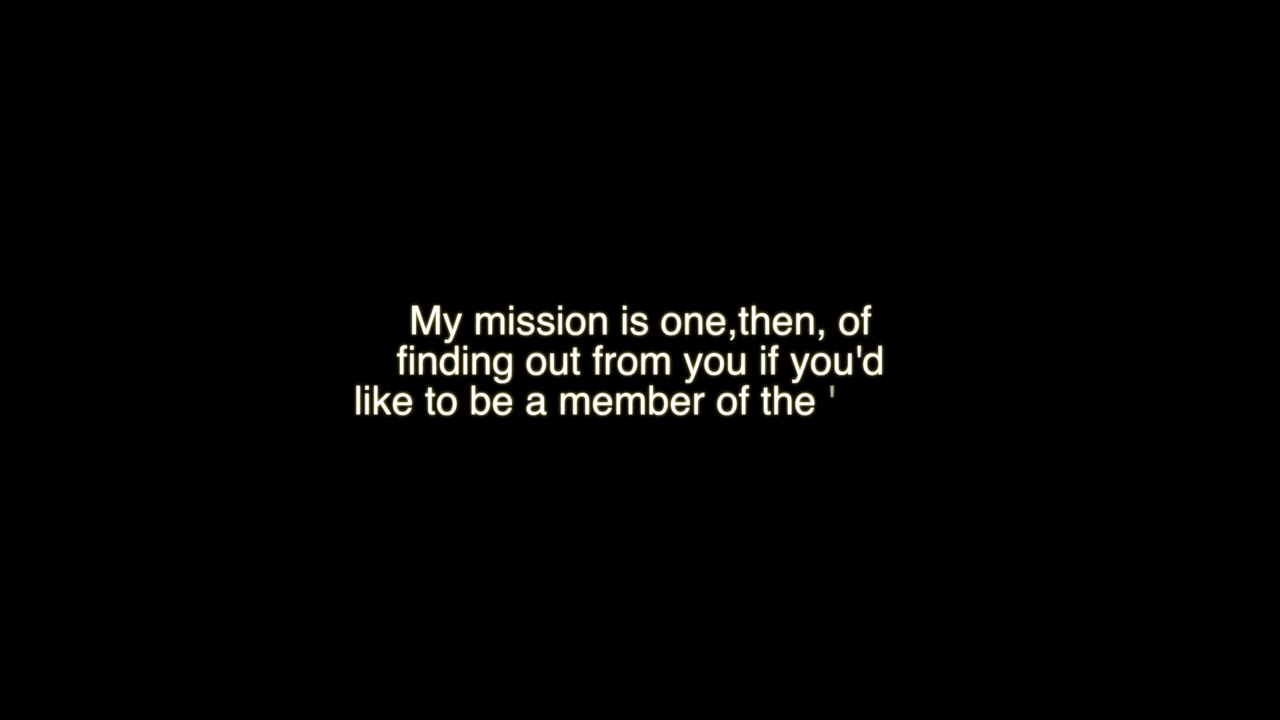 My mission is one,then, of
finding out from you if you'd
like to be a member of the '